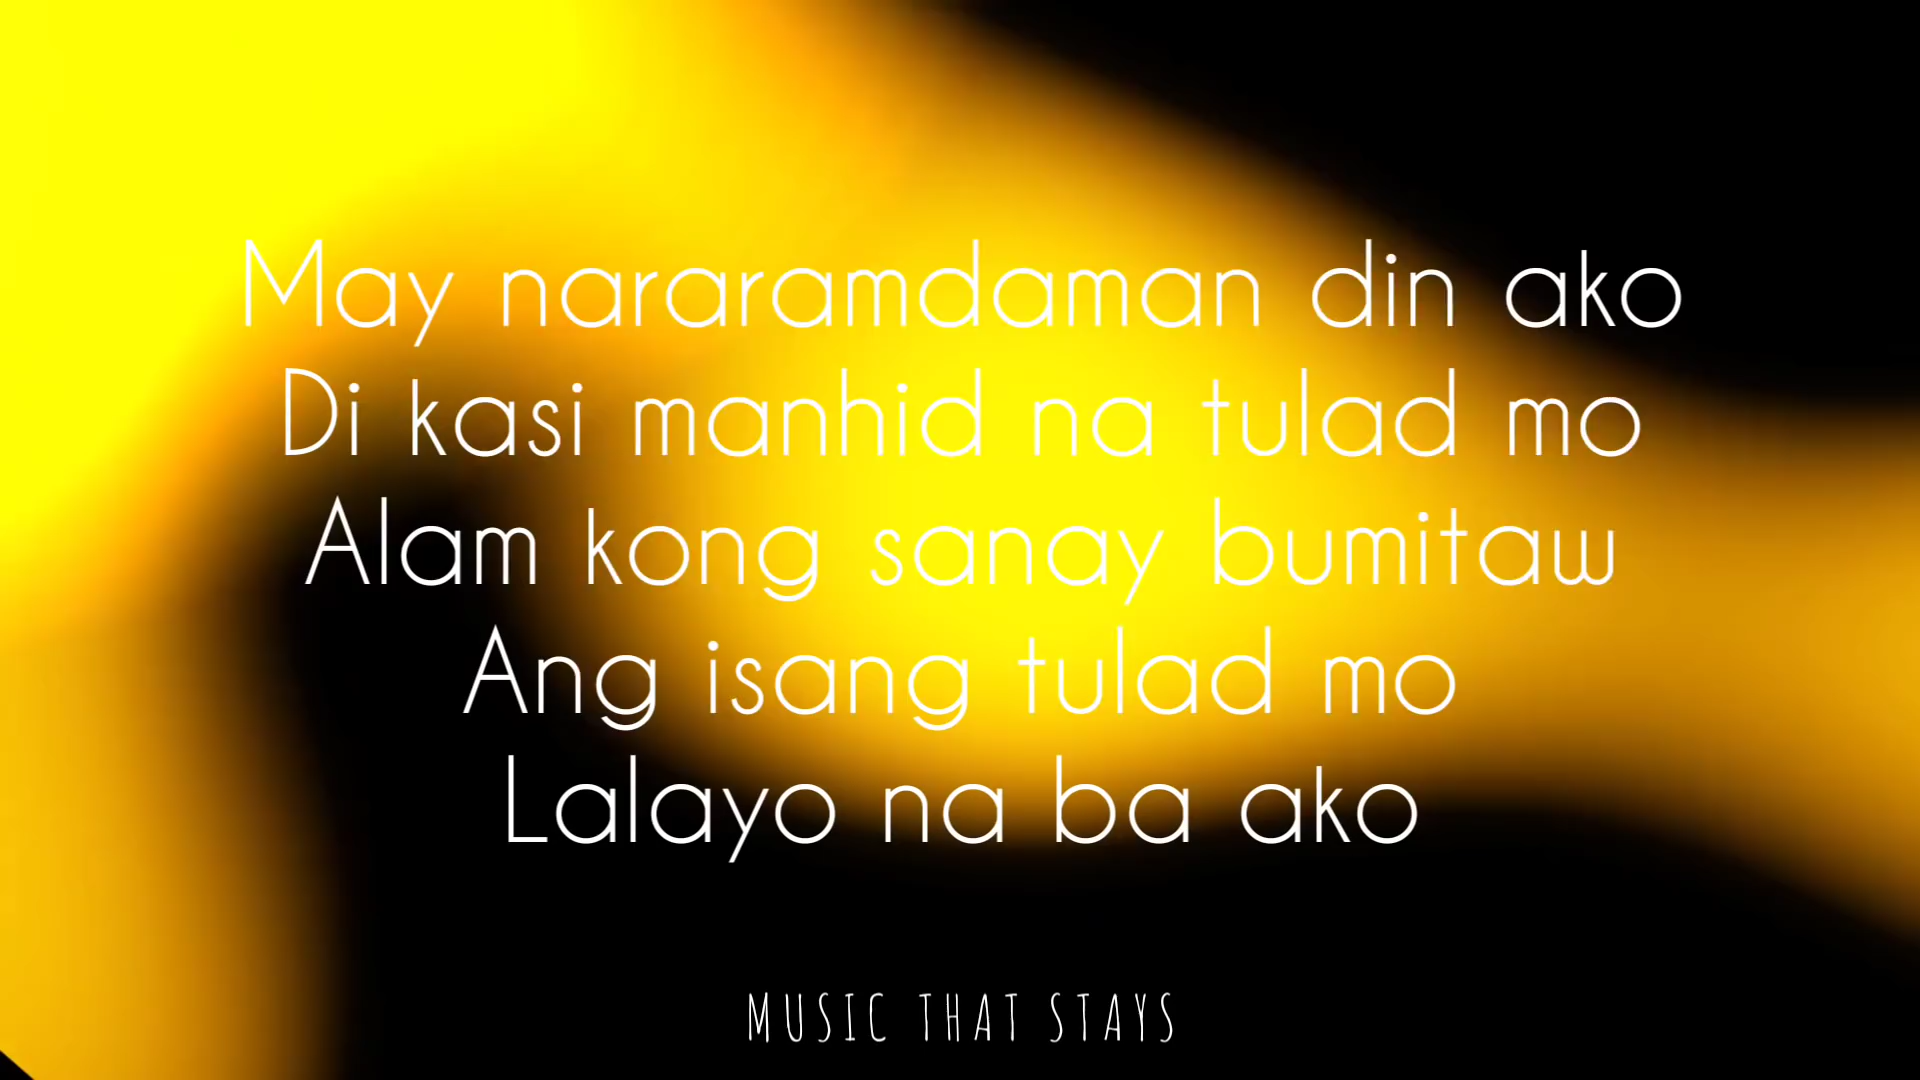 May nararamdaman din ako
Di kasi manhid na tulad mo
Alam kong sanay bumitaw
Ang isang tulad mo
Lalayo na ba ako
MUSIC THAT STAYS